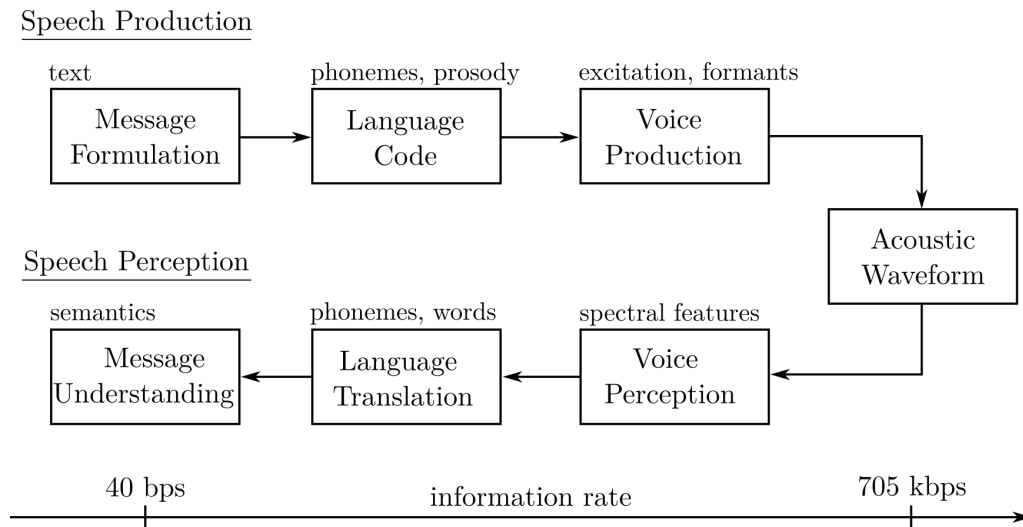 Speech Production
text
Message
Formulation
phonemes, prosody
Language
Code
excitation, formants
Voice
Production
Acoustic
Waveform
Speech Perception
semantics
Message
Understanding
phonemes, words
Language
Translation
spectral features
Voice
Perception
40 bps
information rate
705 kbps